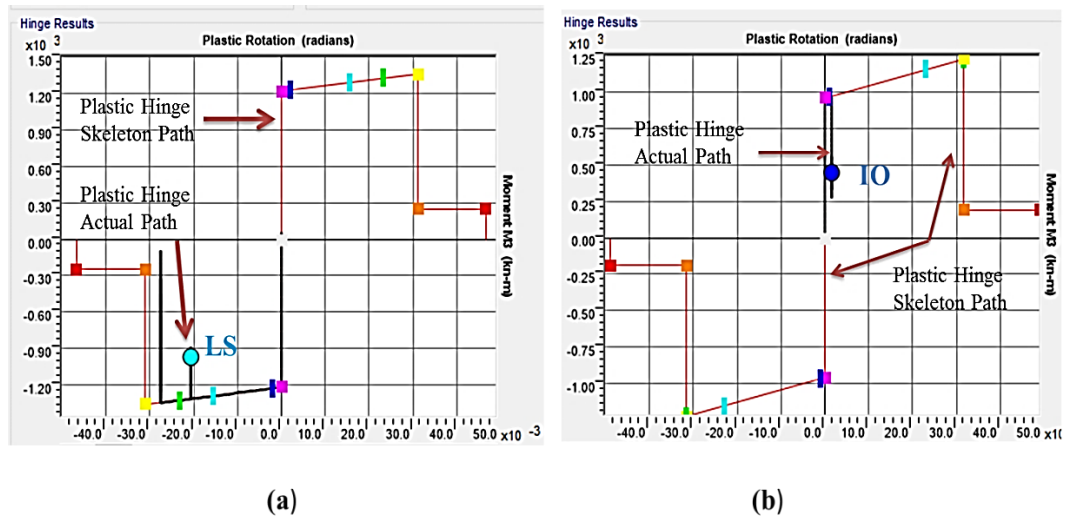 Hinge Results
x10 3
Plastic Rotation (radians)
1.50
1.20
0.90
0.60
0.30
0.00
-0.30
-0.60
-0.90
-1.20
Plastic Hinge
Skeleton Path
Plastic Hinge
Actual Path
LS
Moment M3 (kn-m)
-40.0 -30.0 -20.0 -10.0 0.0 10.0 20.0 30.0 40.0 50.0 x10 -3
(a)
Hinge Results
x10 3
Plastic Rotation (radians)
1.25
1.00
0.75
0.50
0.25
0.00
-0.25
-0.50
-0.75
-1.00
Plastic Hinge
Actual Path
IO
Plastic Hinge
Skeleton Path
Moment M3 (kn-m)
-40.0 -30.0 -20.0 -10.0 0.0 10.0 20.0 30.0 40.0 50.0 x10
(b)